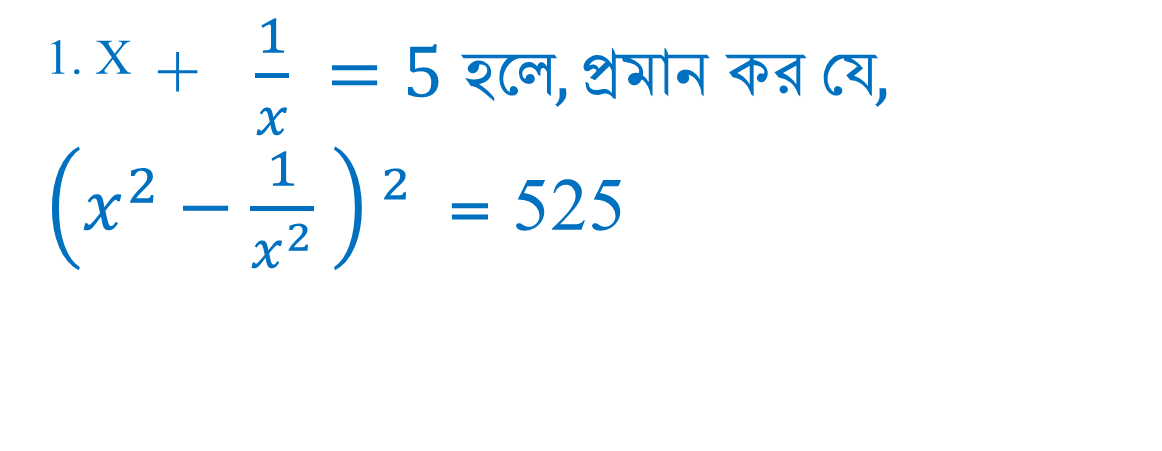 1. X + 1/x = 5 হলে, প্রমান কর যে,
(x² − 1/x²)² = 525